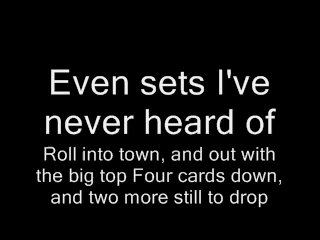 Even sets I've
never heard of
Roll into town, and out with
the big top Four cards down,
and two more still to drop